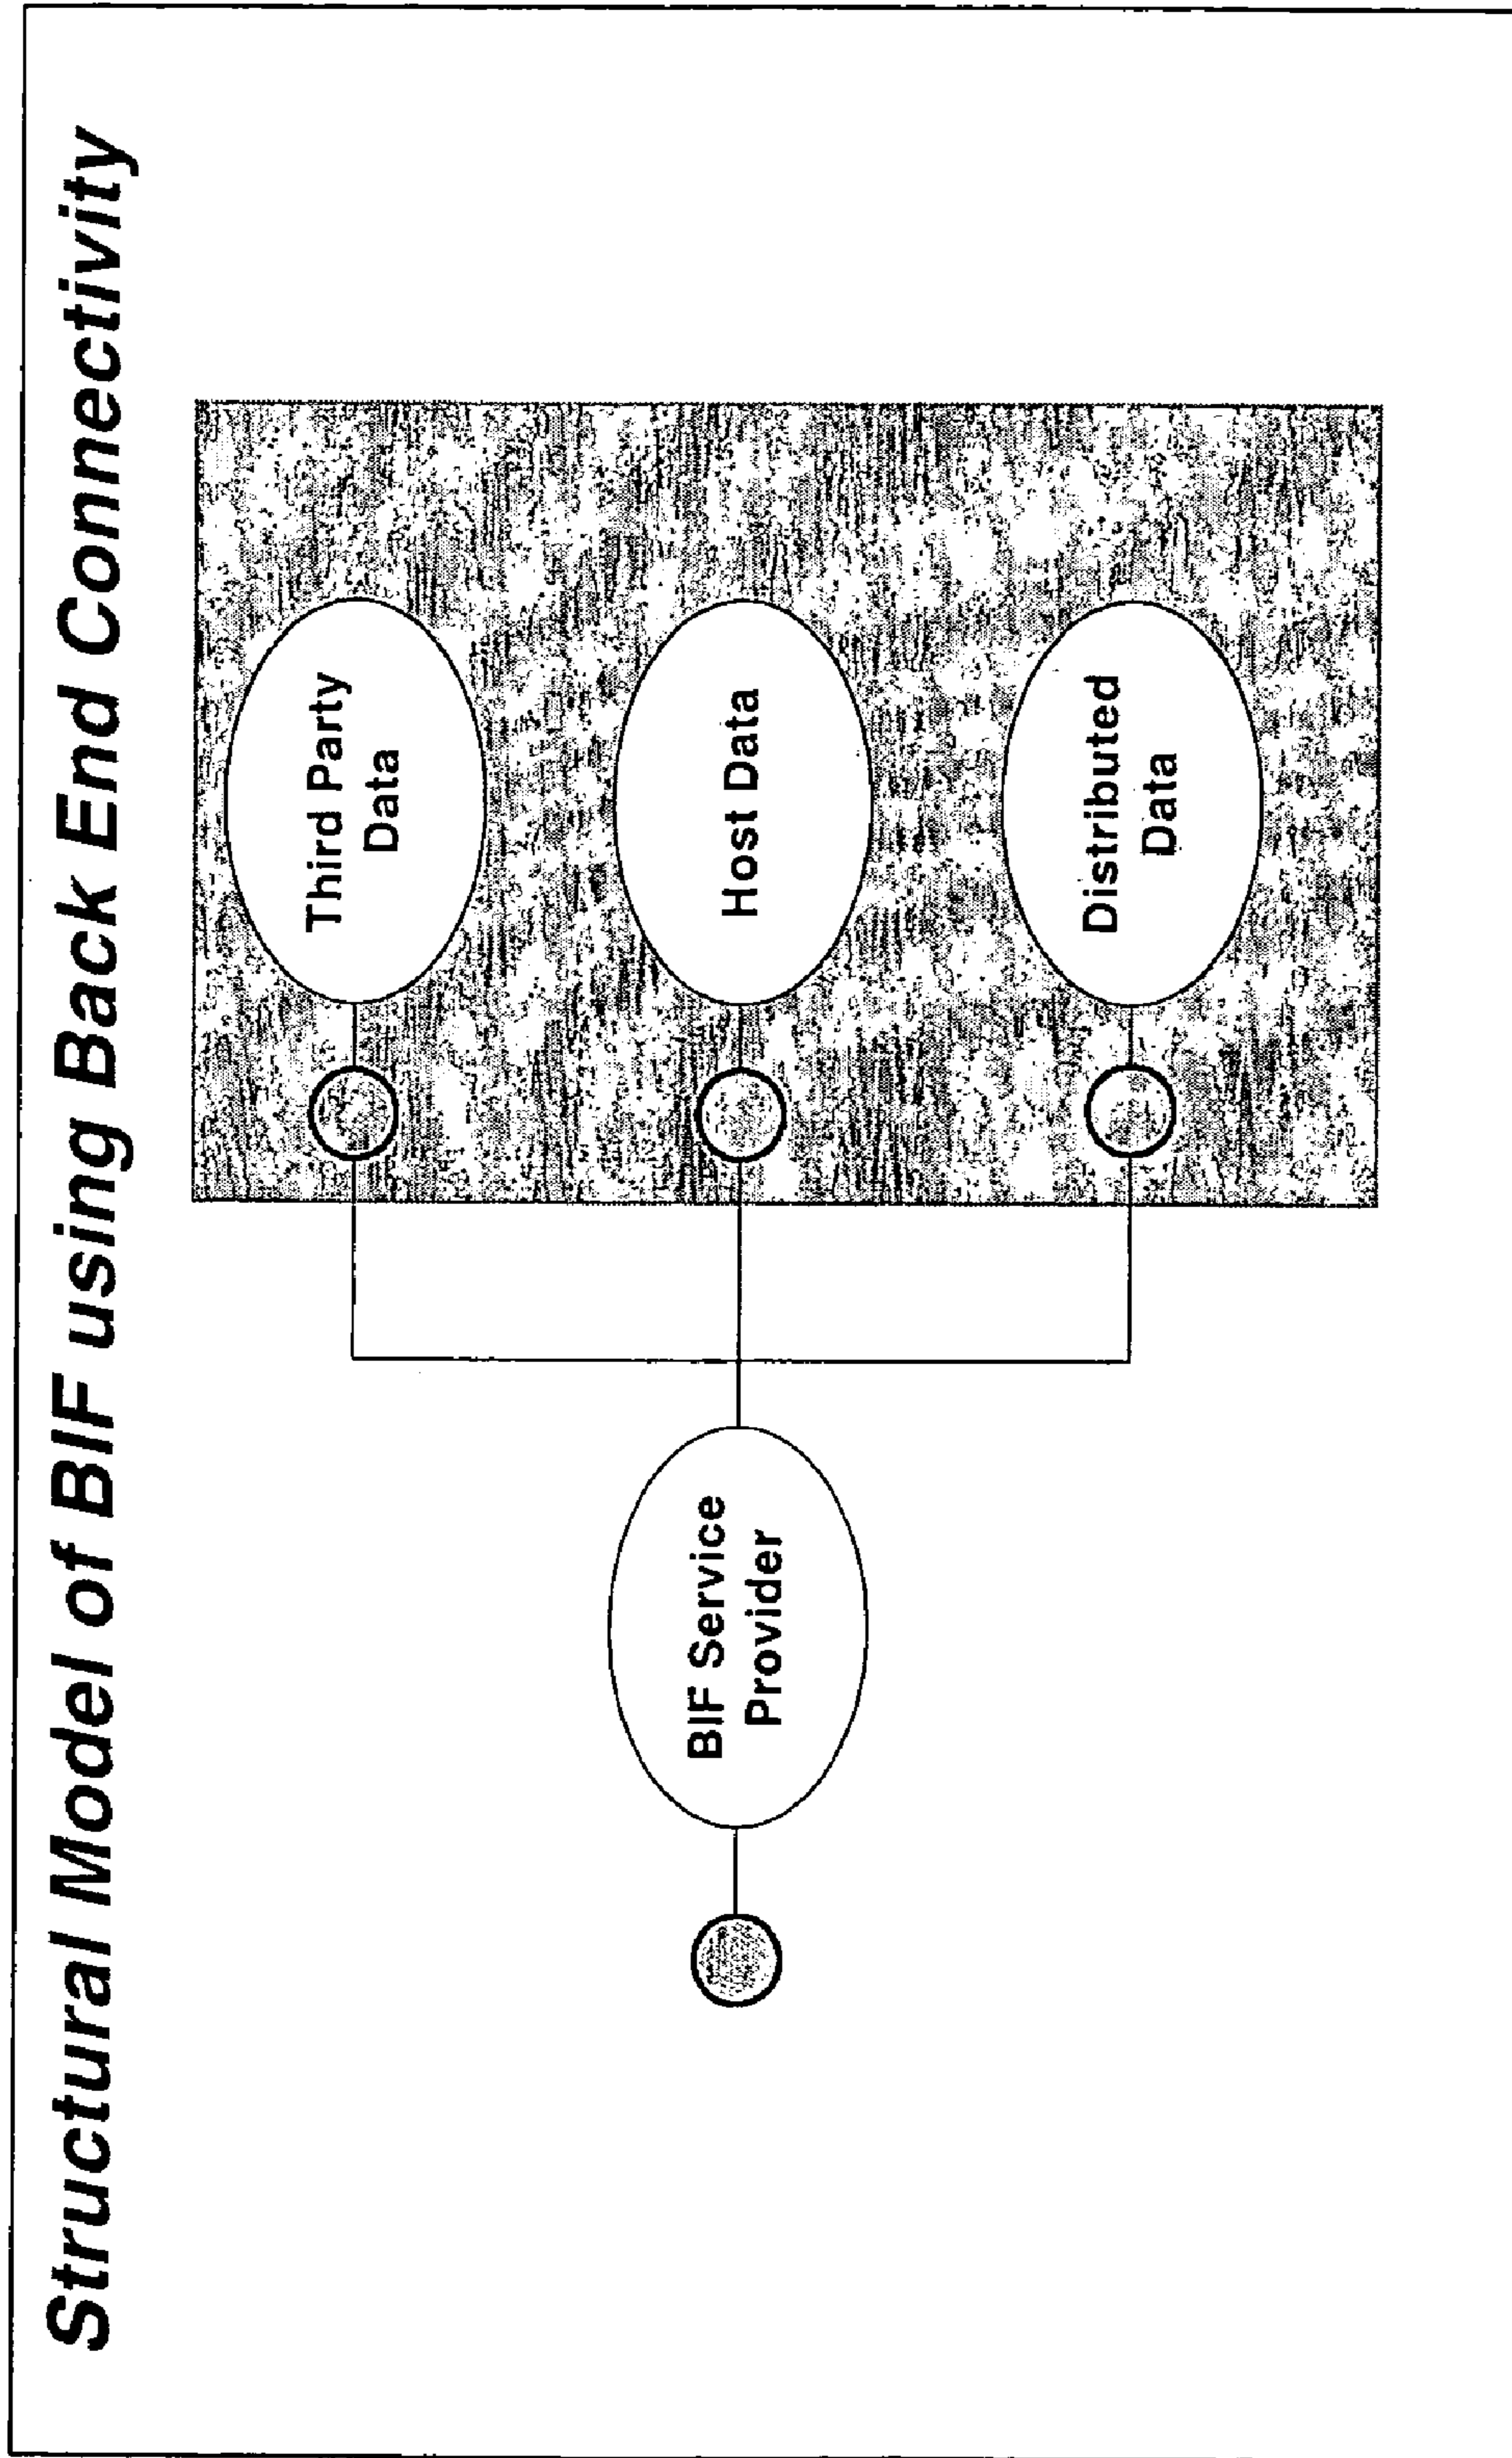 Structural Model of BIF using Back End Connectivity
Third Party
Data
BIF Service
Provider
Host Data
Distributed
Data